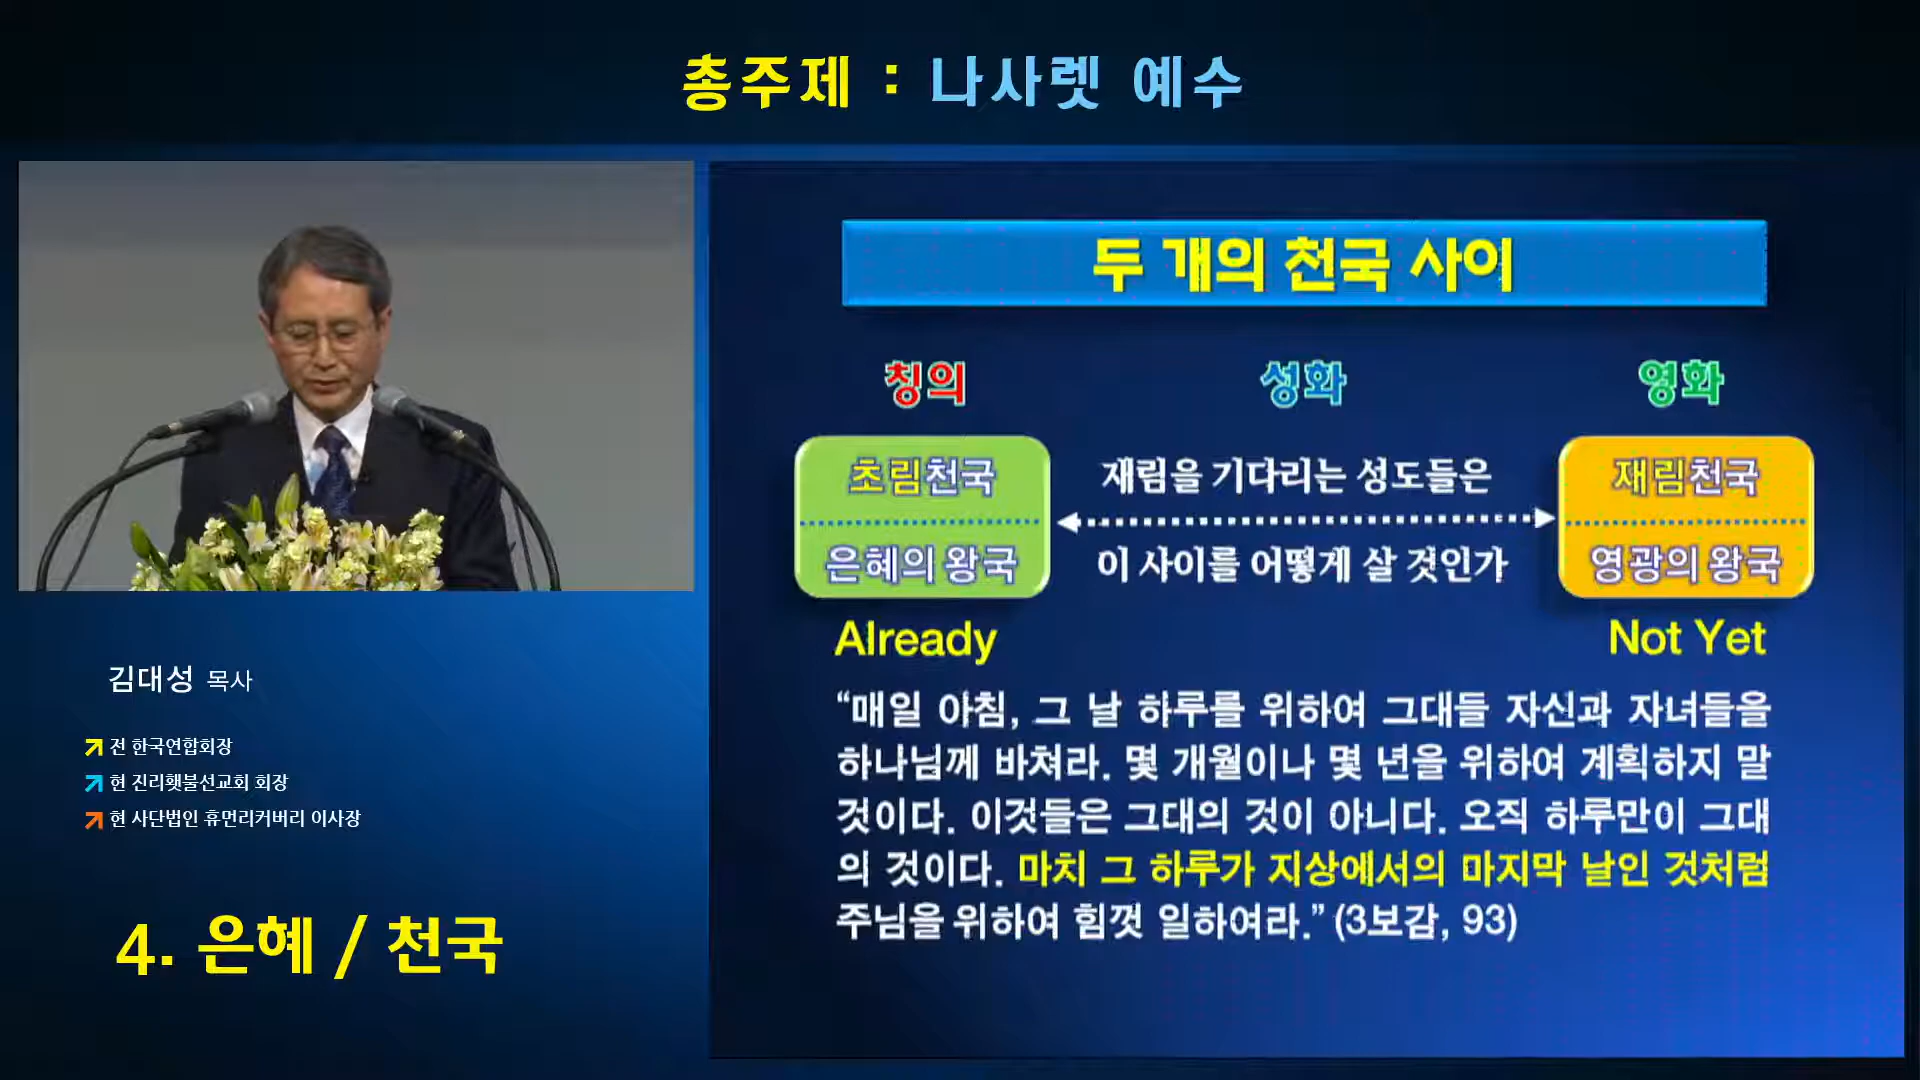 총주제 : 나사렛 예수
두 개의 천국 사이
칭의 성화 영화
초림천국
은혜의 왕국
재림을 기다리는 성도들은
이 사이를 어떻게 살 것인가
재림천국
영광의 왕국
Already
Not Yet
“매일 아침, 그 날 하루를 위하여 그대들 자신과 자녀들을
하나님께 바쳐라. 몇 개월이나 몇 년을 위하여 계획하지 말
것이다. 이것들은 그대의 것이 아니다. 오직 하루만이 그대
의 것이다. 마치 그 하루가 지상에서의 마지막 날인 것처럼
주님을 위하여 힘껏 일하여라.” (3보감, 93)
김대성 목사
전 한국연합회장
현 진리횃불선교회 회장
현 사단법인 휴먼리커버리 이사장
4. 은혜 / 천국